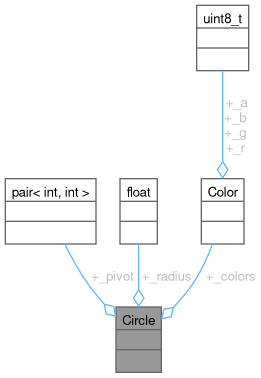 uint8_t
+_a
+_b
+_g
+_r
pair< int, int >
float
Color
+_pivot
+_radius
+_colors
Circle